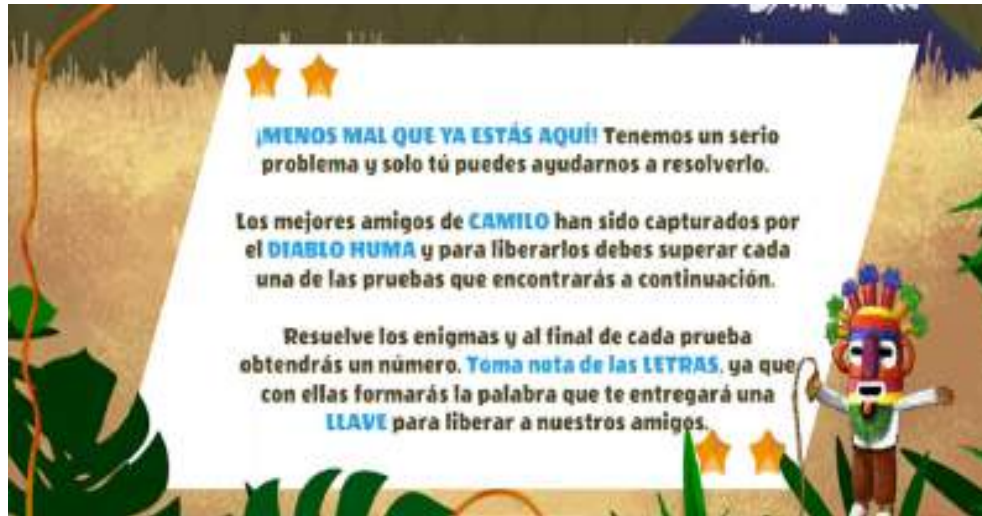 ¡MENOS MAL QUE YA ESTÁS AQUÍ! Tenemos un serio
problema y solo tú puedes ayudarnos a resolverlo.
Los mejores amigos de CAMILO han sido capturados por
el DIABLO HUMA y para liberarlos debes superar cada
una de las pruebas que encontrarás a continuación.
Resuelve los enigmas y al final de cada prueba
obtendrás un número. Toma nota de las LETRAS, ya que
con ellas formarás la palabra que te entregará una
LLAVE para liberar a nuestros amigos.